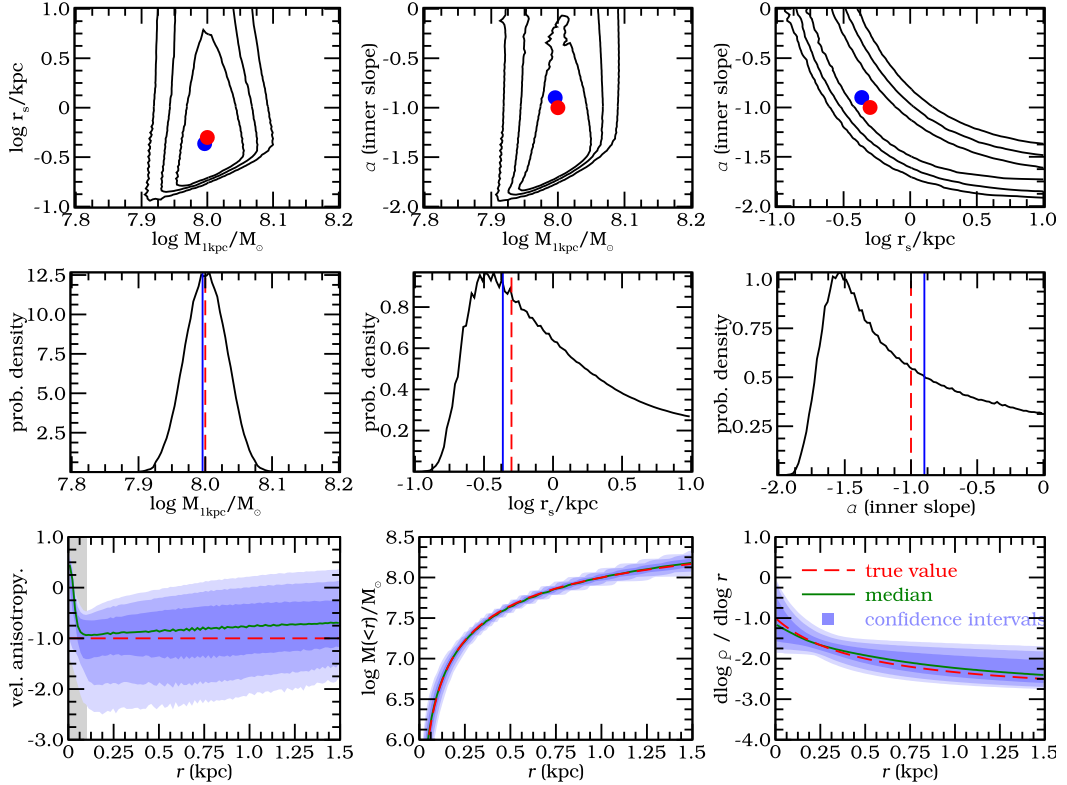 1.0
0.5
0
-0.5
-1.0
log r_s/kpc
7.8 7.9 8.0 8.1 8.2
log M_1kpc/M_⊙
0
-0.5
-1.0
-1.5
-2.0
α (inner slope)
7.8 7.9 8.0 8.1 8.2
log M_1kpc/M_⊙
0
-0.5
-1.0
-1.5
-2.0
α (inner slope)
-1.0 -0.5 0 0.5 1.0
log r_s/kpc
12.5
10.0
7.5
5.0
2.5
prob. density
7.8 7.9 8.0 8.1 8.2
log M_1kpc/M_⊙
0.8
0.6
0.4
0.2
prob. density
-1.0 -0.5 0 0.5 1.0
log r_s/kpc
1.0
0.75
0.5
0.25
prob. density
-2.0 -1.5 -1.0 -0.5 0
α (inner slope)
1.0
0
-1.0
-2.0
-3.0
vel. anisotropy.
0 0.25 0.5 0.75 1.0 1.25 1.5
r (kpc)
8.5
8.0
7.5
7.0
6.5
6.0
log M(<r)/M_⊙
0 0.25 0.5 0.75 1.0 1.25 1.5
r (kpc)
1.0
0
-1.0
-2.0
-3.0
-4.0
dlog ρ / dlog r
true value
median
confidence intervals
0 0.25 0.5 0.75 1.0 1.25 1.5
r (kpc)